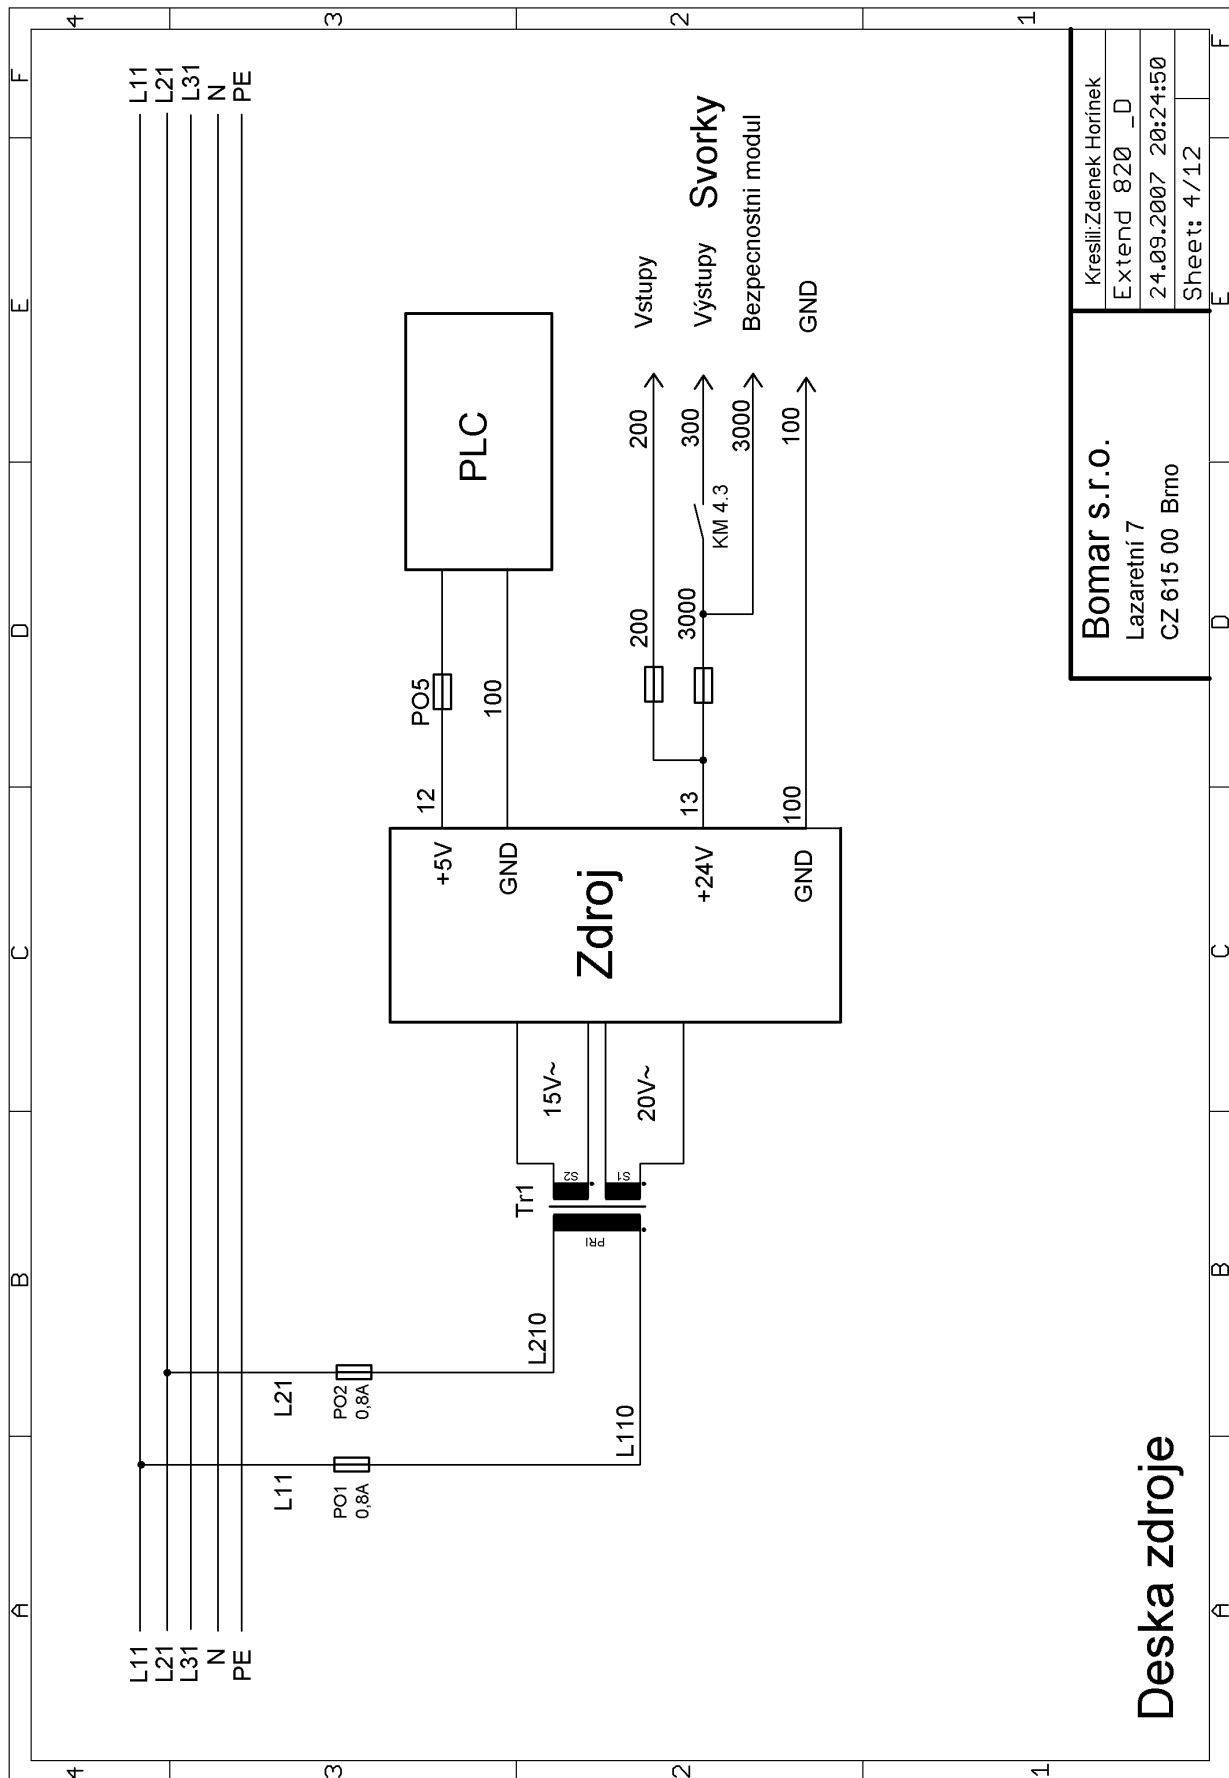 A
B
C
D
E
F
4
4
L11
L21
L31
N
PE
L11
L21
L31
N
PE
3
3
L11
L21
PO1
0,8A
PO2
0,8A
L110
L210
Tr1
PRI
S2
S1
15V~
20V~
Zdroj
+5V
GND
+24V
GND
12
PO5
100
PLC
13
100
200
3000
KM 4.3
200
300
3000
100
Vstupy
Výstupy
Bezpecnostni modul
GND
Svorky
2
2
1
1
Deska zdroje
Bomar s.r.o.
Lazaretní 7
CZ 615 00 Brno
Kreslil:Zdenek Horínek
Extend 820 _D
24.09.2007 20:24:50
Sheet: 4/12
A
B
C
D
E
F